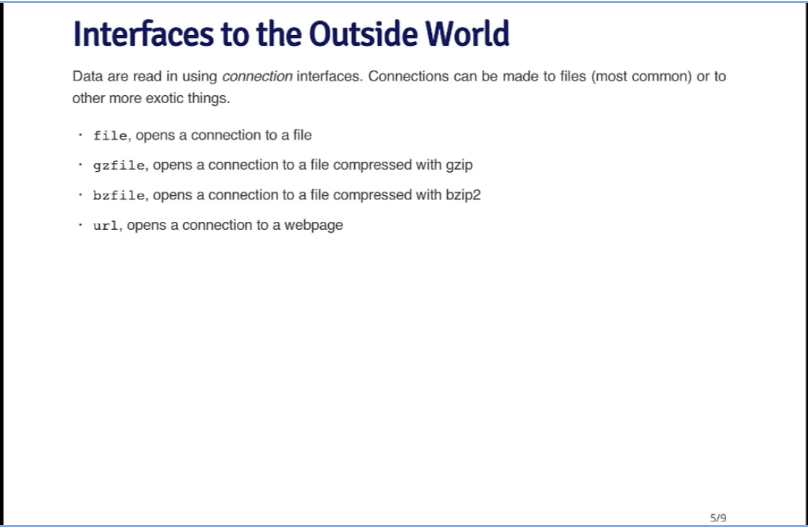 Interfaces to the Outside World
Data are read in using connection interfaces. Connections can be made to files (most common) or to
other more exotic things.
· file, opens a connection to a file
· gzfile, opens a connection to a file compressed with gzip
· bzfile, opens a connection to a file compressed with bzip2
· url, opens a connection to a webpage
5/9